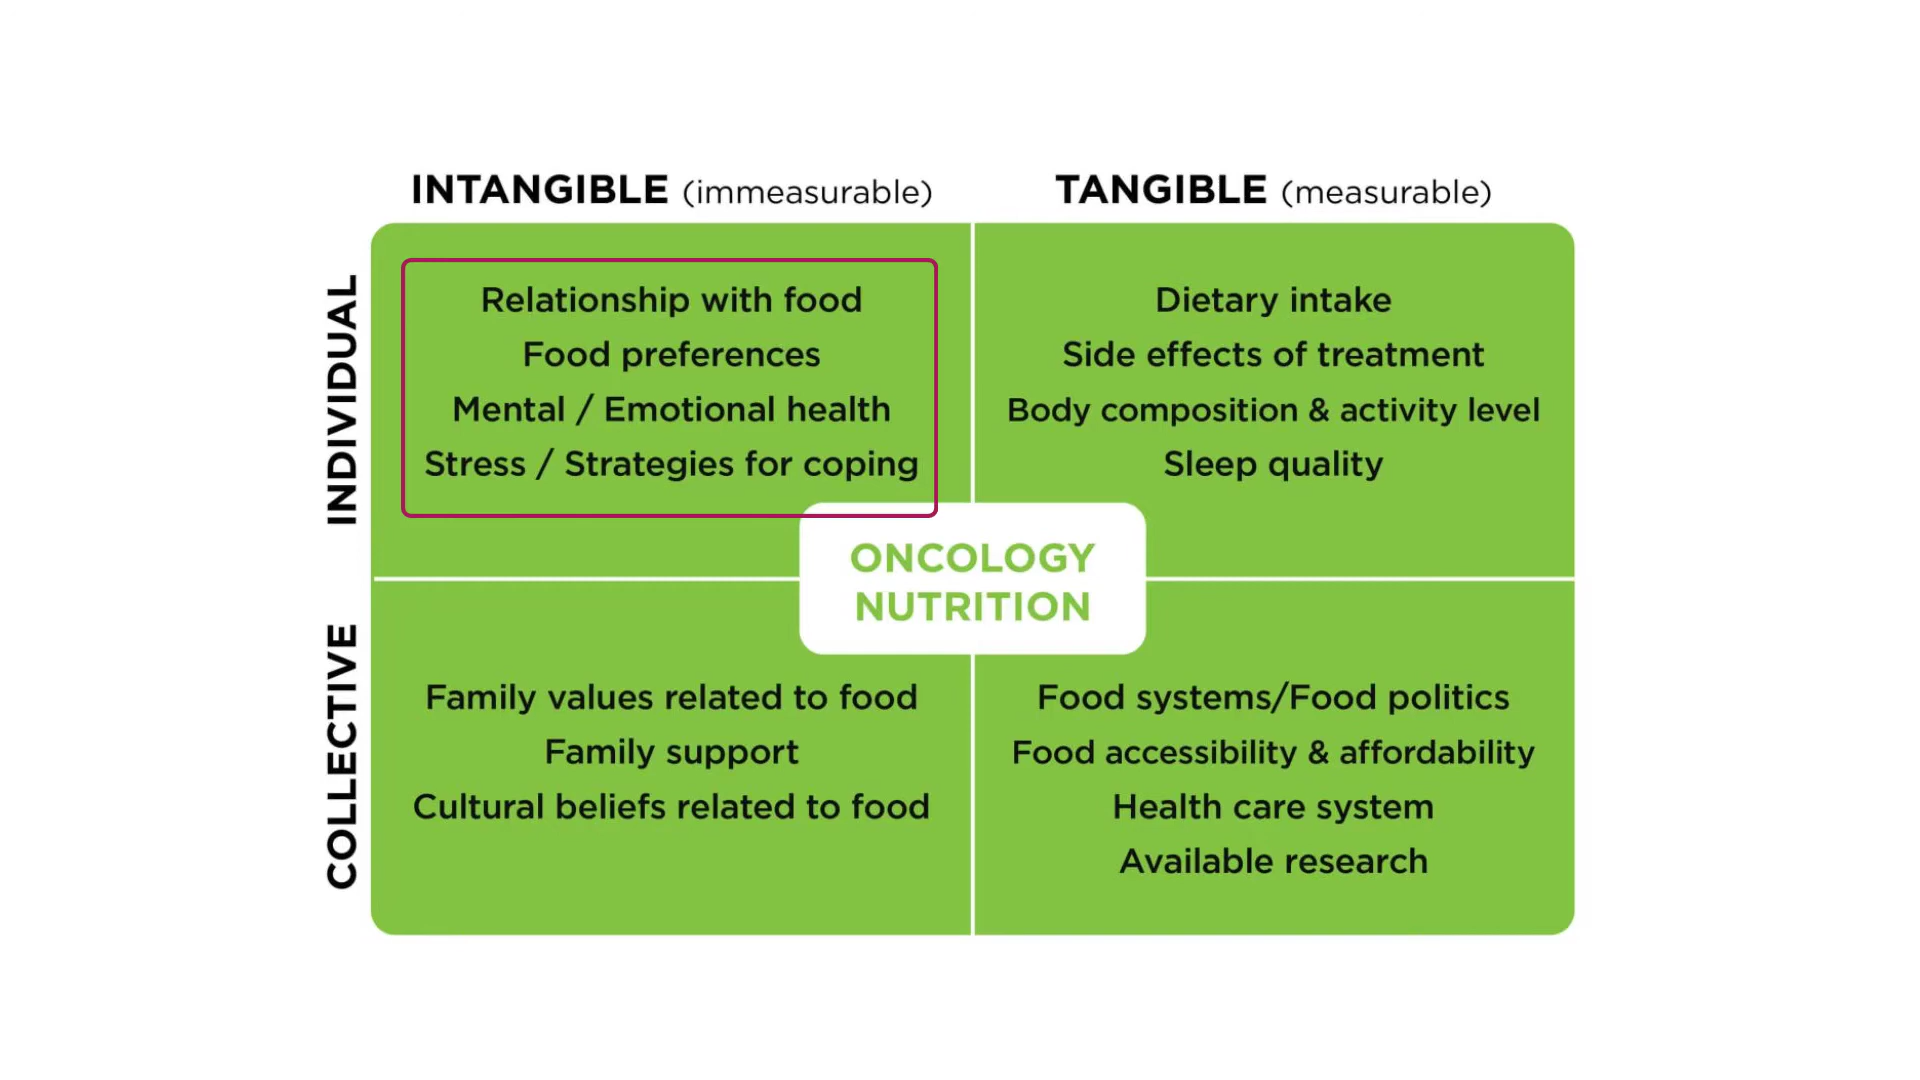 INTANGIBLE (immeasurable)
TANGIBLE (measurable)
INDIVIDUAL
Relationship with food
Food preferences
Mental / Emotional health
Stress / Strategies for coping
Dietary intake
Side effects of treatment
Body composition & activity level
Sleep quality
ONCOLOGY
NUTRITION
COLLECTIVE
Family values related to food
Family support
Cultural beliefs related to food
Food systems/Food politics
Food accessibility & affordability
Health care system
Available research